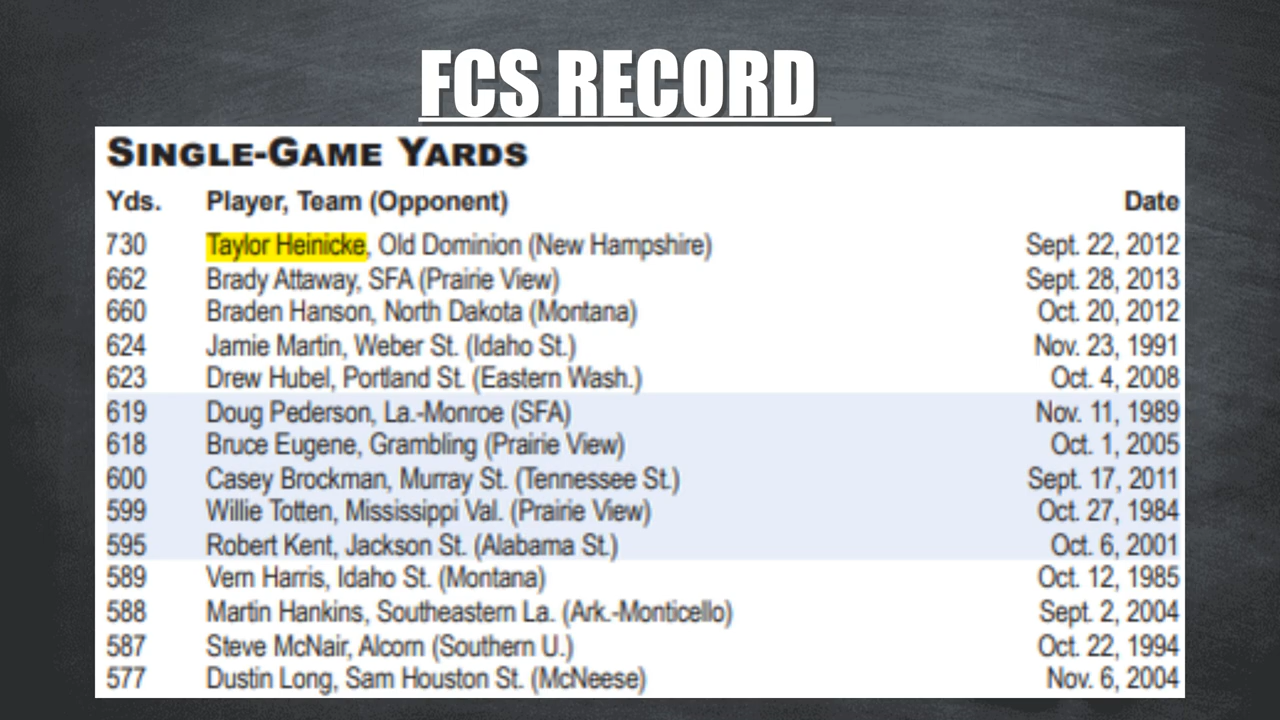 FCS RECORD
SINGLE-GAME YARDS
Yds. Player, Team (Opponent) Date
730 Taylor Heinicke, Old Dominion (New Hampshire) Sept. 22, 2012
662 Brady Attaway, SFA (Prairie View) Sept. 28, 2013
660 Braden Hanson, North Dakota (Montana) Oct. 20, 2012
624 Jamie Martin, Weber St. (Idaho St.) Nov. 23, 1991
623 Drew Hubel, Portland St. (Eastern Wash.) Oct. 4, 2008
619 Doug Pederson, La.-Monroe (SFA) Nov. 11, 1989
618 Bruce Eugene, Grambling (Prairie View) Oct. 1, 2005
600 Casey Brockman, Murray St. (Tennessee St.) Sept. 17, 2011
599 Willie Totten, Mississippi Val. (Prairie View) Oct. 27, 1984
595 Robert Kent, Jackson St. (Alabama St.) Oct. 6, 2001
589 Vern Harris, Idaho St. (Montana) Oct. 12, 1985
588 Martin Hankins, Southeastern La. (Ark.-Monticello) Sept. 2, 2004
587 Steve McNair, Alcorn (Southern U.) Oct. 22, 1994
577 Dustin Long, Sam Houston St. (McNeese) Nov. 6, 2004